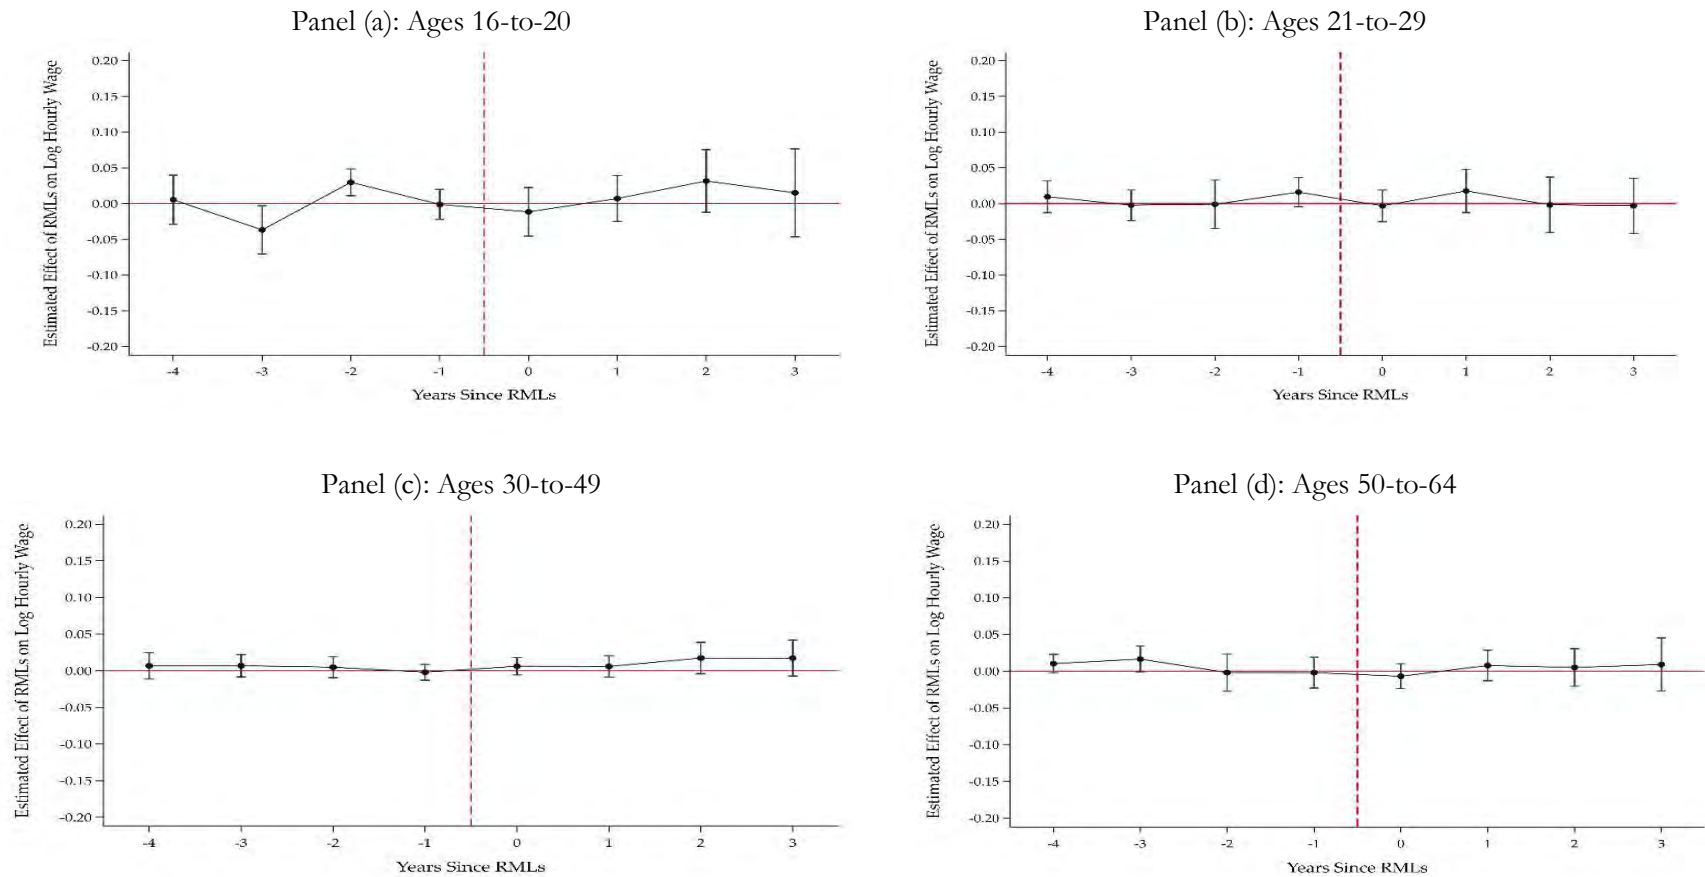 Panel (a): Ages 16-to-20
Estimated Effect of RMLs on Log Hourly Wage
0.20
0.15
0.10
0.05
0.00
-0.05
-0.10
-0.15
-0.20
-4 -3 -2 -1 0 1 2 3
Years Since RMLs
Panel (b): Ages 21-to-29
Estimated Effect of RMLs on Log Hourly Wage
0.20
0.15
0.10
0.05
0.00
-0.05
-0.10
-0.15
-0.20
-4 -3 -2 -1 0 1 2 3
Years Since RMLs
Panel (c): Ages 30-to-49
Estimated Effect of RMLs on Log Hourly Wage
0.20
0.15
0.10
0.05
0.00
-0.05
-0.10
-0.15
-0.20
-4 -3 -2 -1 0 1 2 3
Years Since RMLs
Panel (d): Ages 50-to-64
Estimated Effect of RMLs on Log Hourly Wage
0.20
0.15
0.10
0.05
0.00
-0.05
-0.10
-0.15
-0.20
-4 -3 -2 -1 0 1 2 3
Years Since RMLs